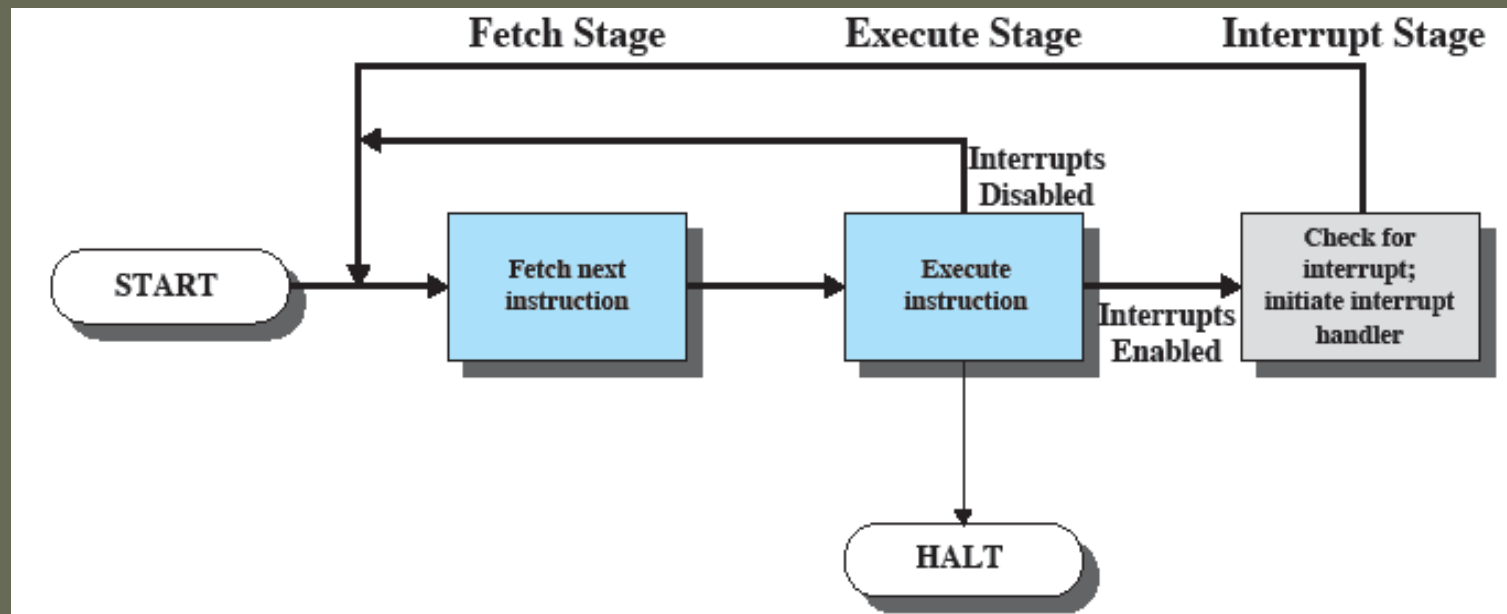 Fetch Stage
Execute Stage
Interrupt Stage
Interrupts
Disabled
START
Fetch next
instruction
Execute
instruction
Interrupts
Enabled
Check for
interrupt;
initiate interrupt
handler
HALT